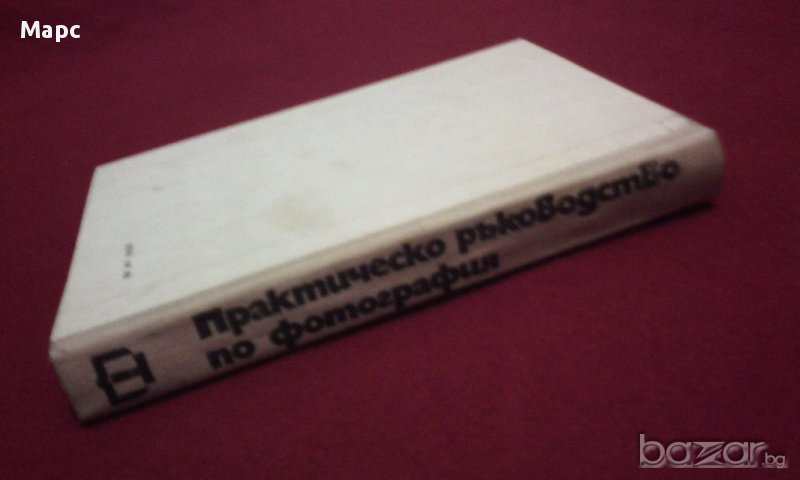 Марс
Практическо ръководство
по фотография
bazar.bg